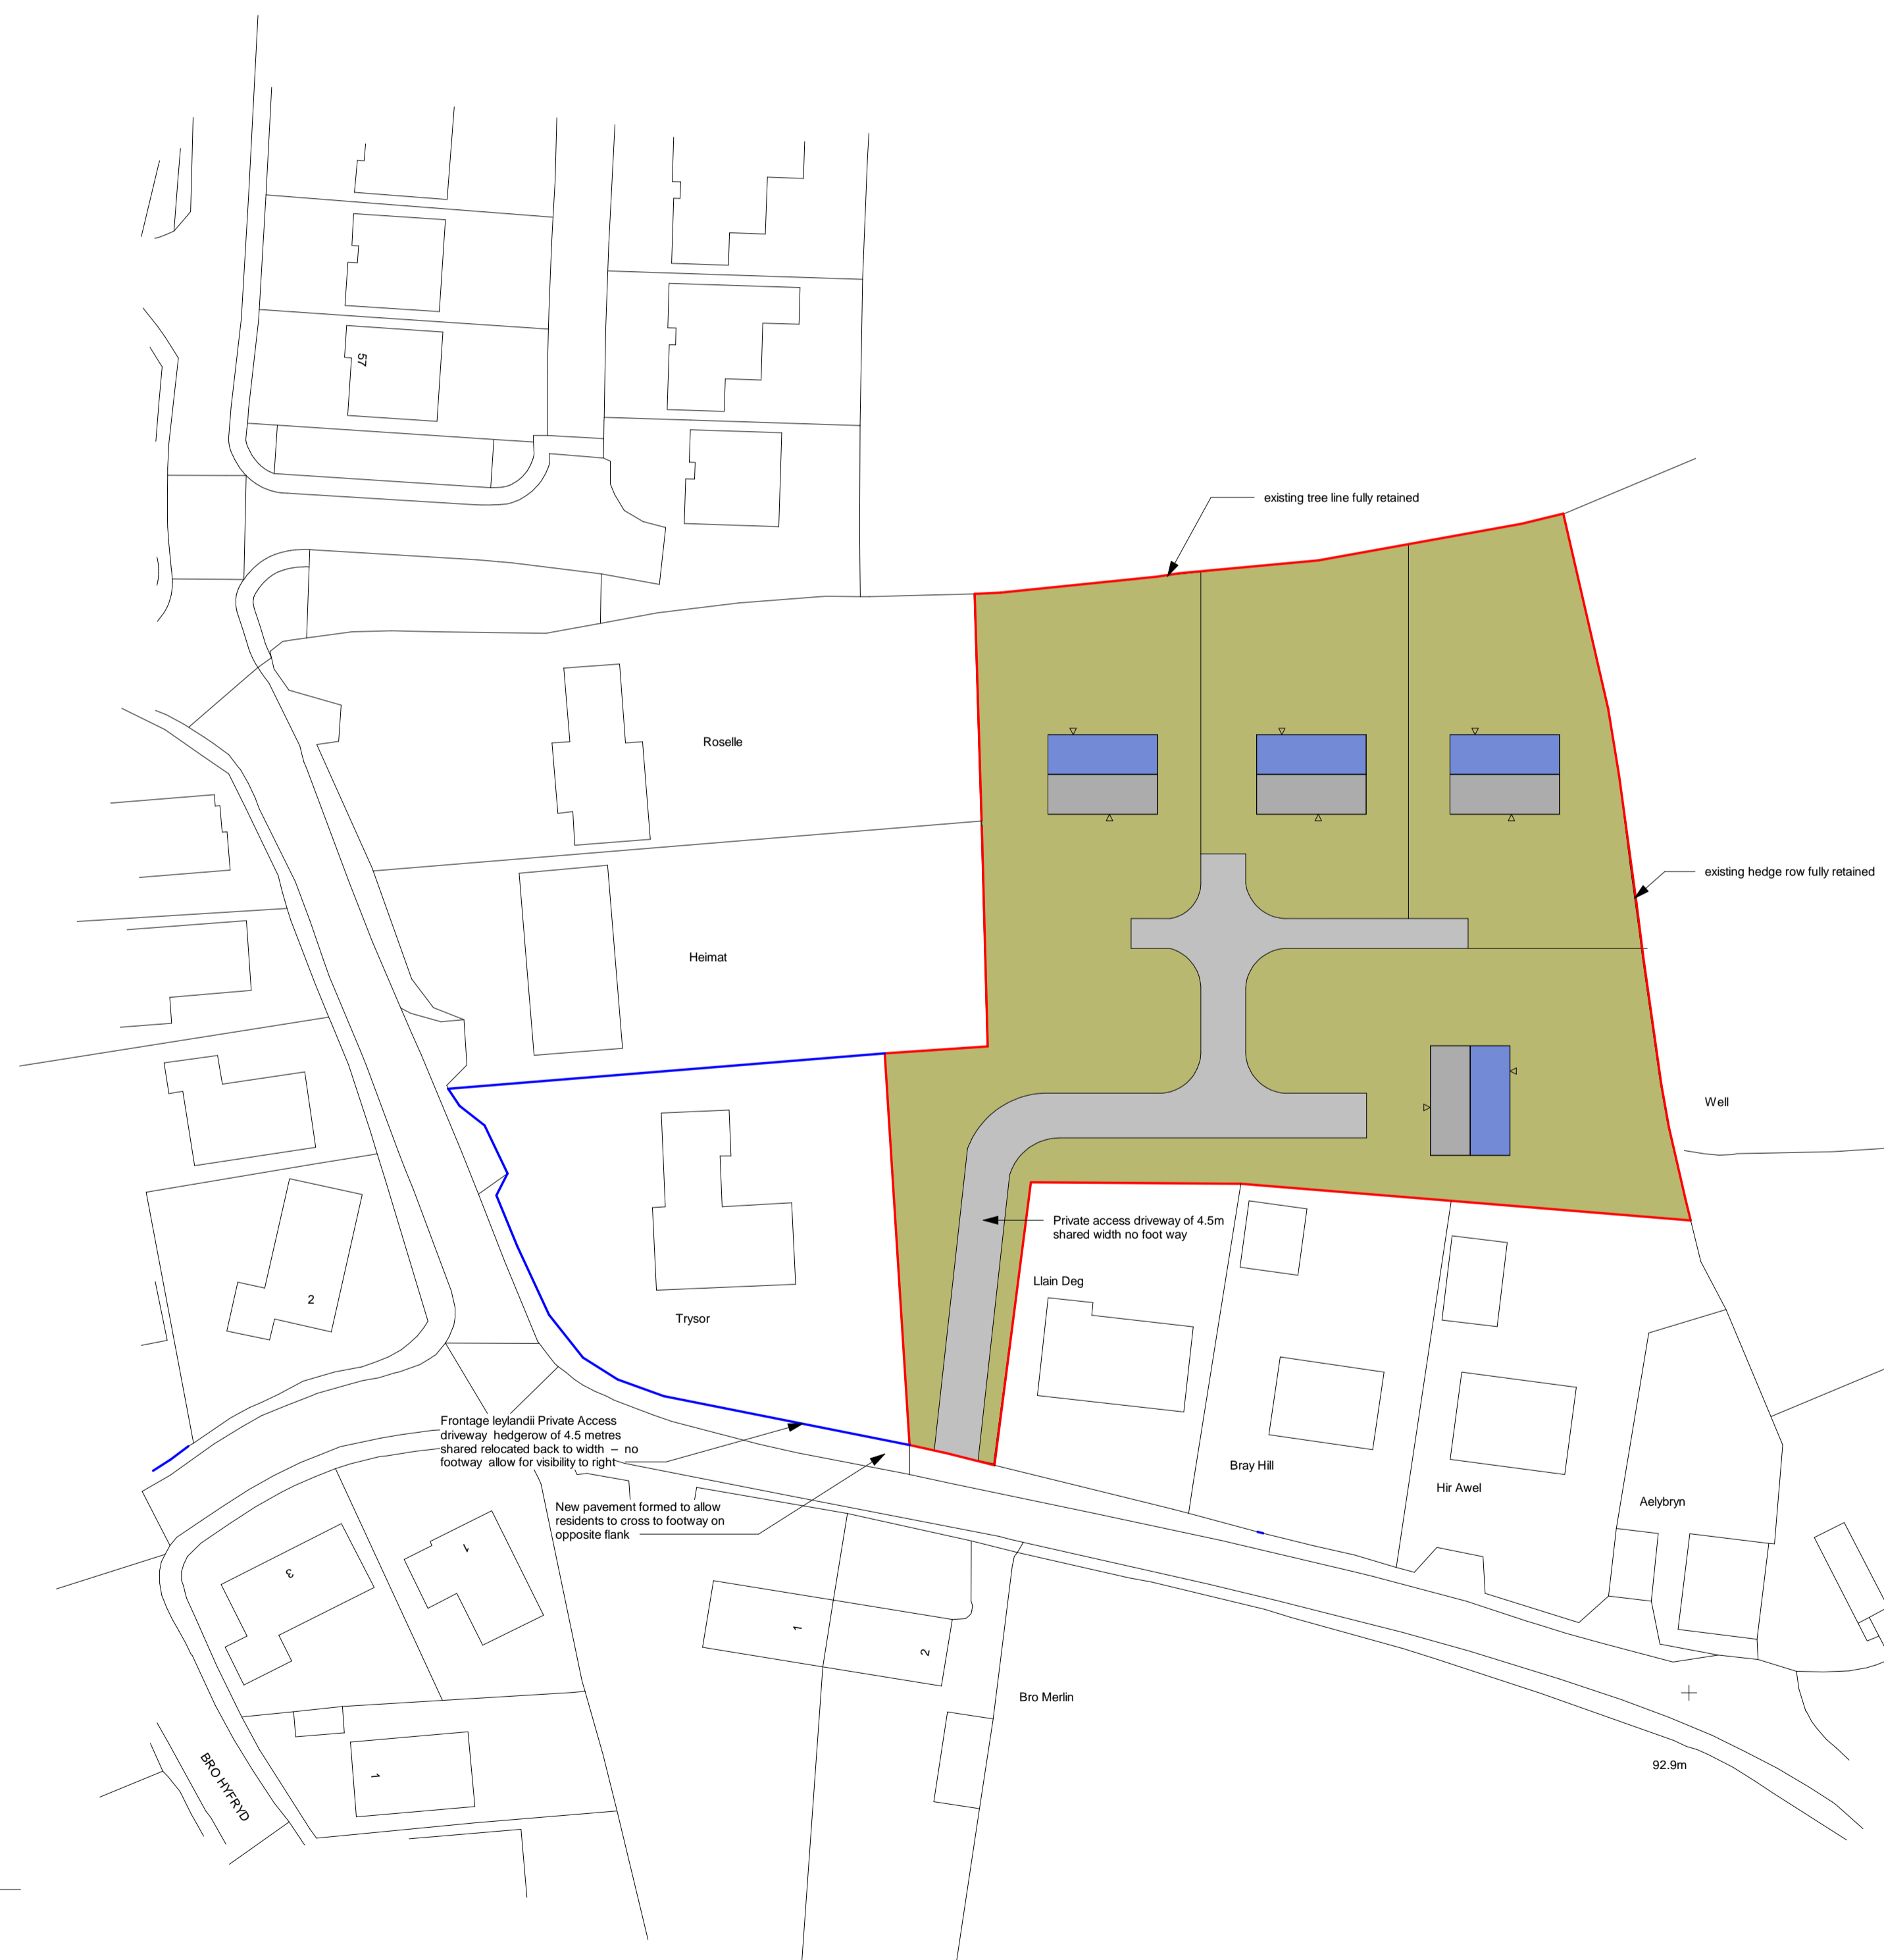 57
existing tree line fully retained
Roselle
existing hedge row fully retained
Heimat
Well
Private access driveway of 4.5m
shared width no foot way
Llain Deg
2
Trysor
Frontage leylandii Private Access
driveway hedgerow of 4.5 metres
shared relocated back to width – no
footway allow for visibility to right
Bray Hill
Hir Awel
Aelybryn
New pavement formed to allow
residents to cross to footway on
opposite flank
1
3
1
2
Bro Merlin
92.9m
1
BRO HYFRYD